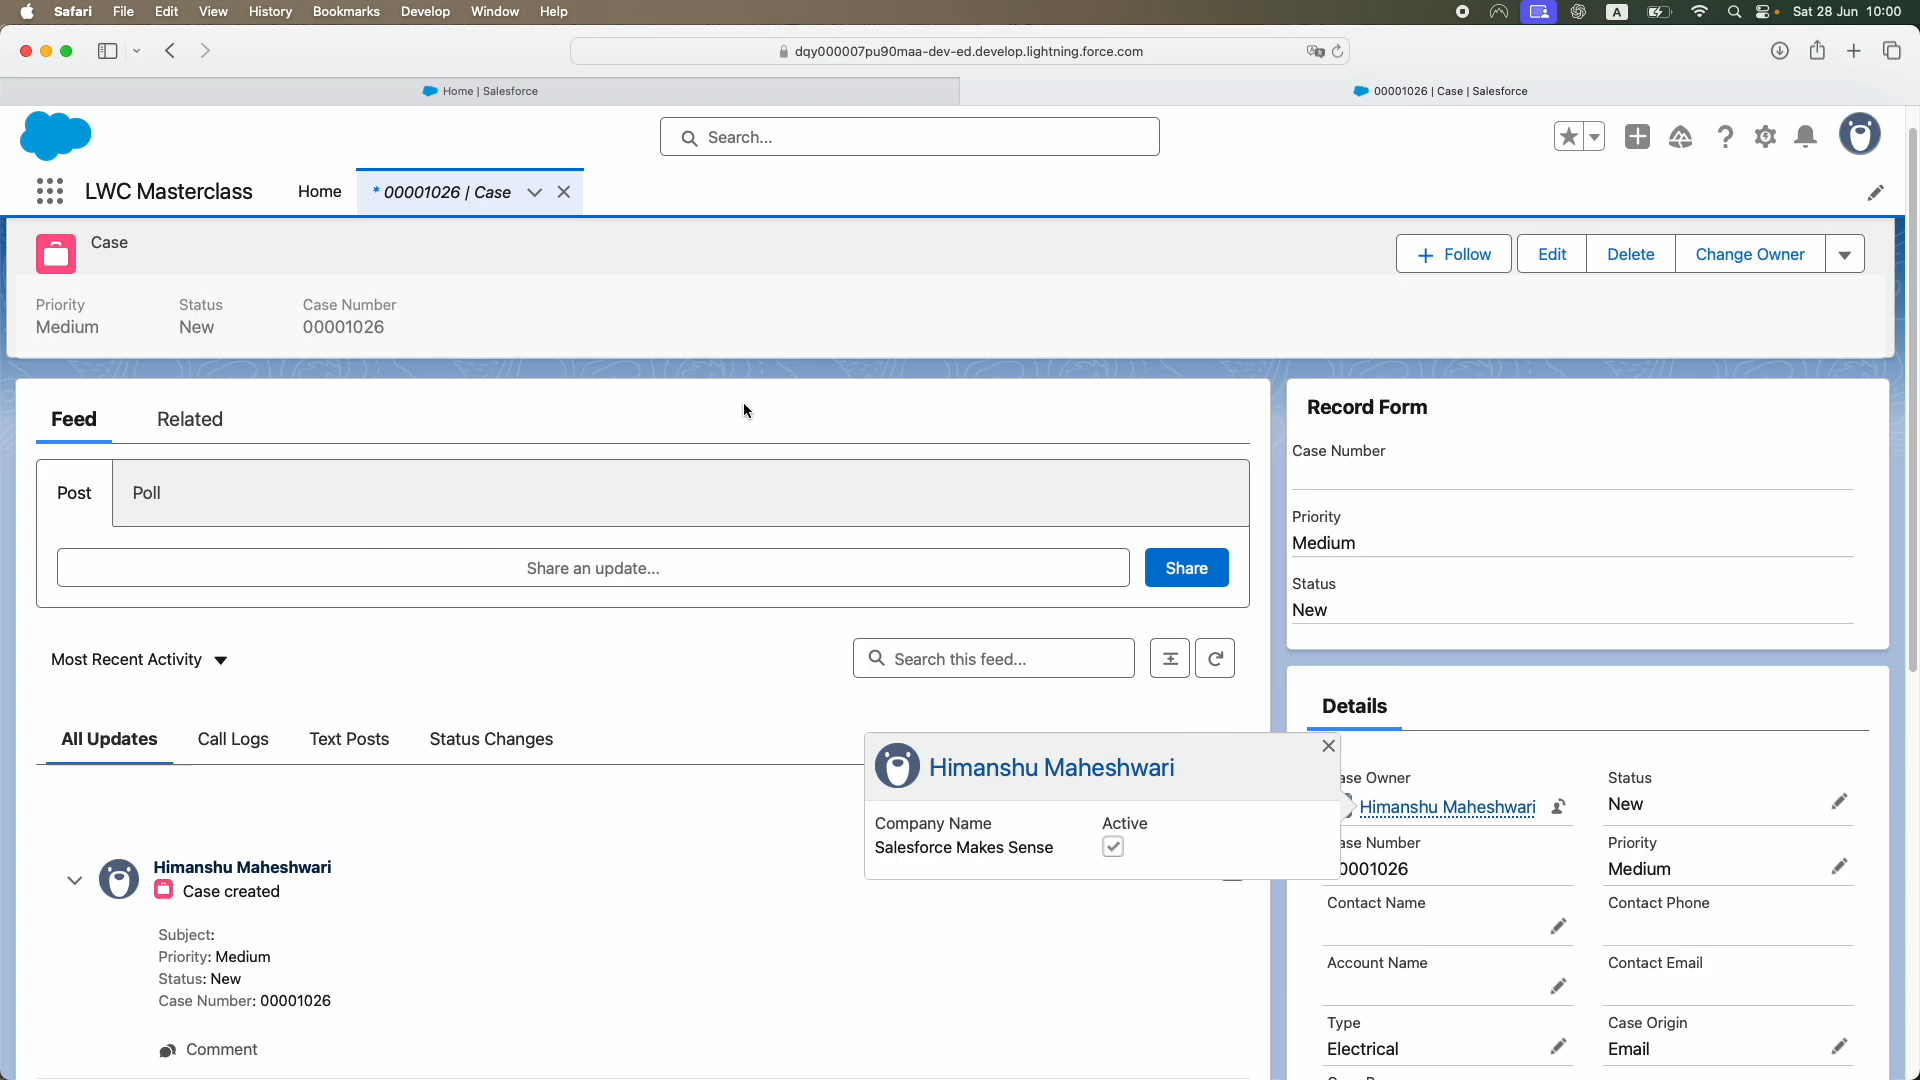 Safari File Edit View History Bookmarks Develop Window Help
A
Sat 28 Jun 10:00
dqy000007pu90maa-dev-ed.develop.lightning.force.com
Home | Salesforce
00001026 | Case | Salesforce
Search...
LWC Masterclass
Home
* 00001026 | Case
Case
Follow
Edit
Delete
Change Owner
Priority
Medium
Status
New
Case Number
00001026
Feed
Related
Post
Poll
Share an update...
Share
Most Recent Activity
Search this feed...
All Updates
Call Logs
Text Posts
Status Changes
Himanshu Maheshwari
Case created
Subject:
Priority: Medium
Status: New
Case Number: 00001026
Comment
Himanshu Maheshwari
Company Name
Salesforce Makes Sense
Active
Record Form
Case Number
Priority
Medium
Status
New
Details
ase Owner
Himanshu Maheshwari
Status
New
ase Number
0001026
Priority
Medium
Contact Name
Contact Phone
Account Name
Contact Email
Type
Electrical
Case Origin
Email